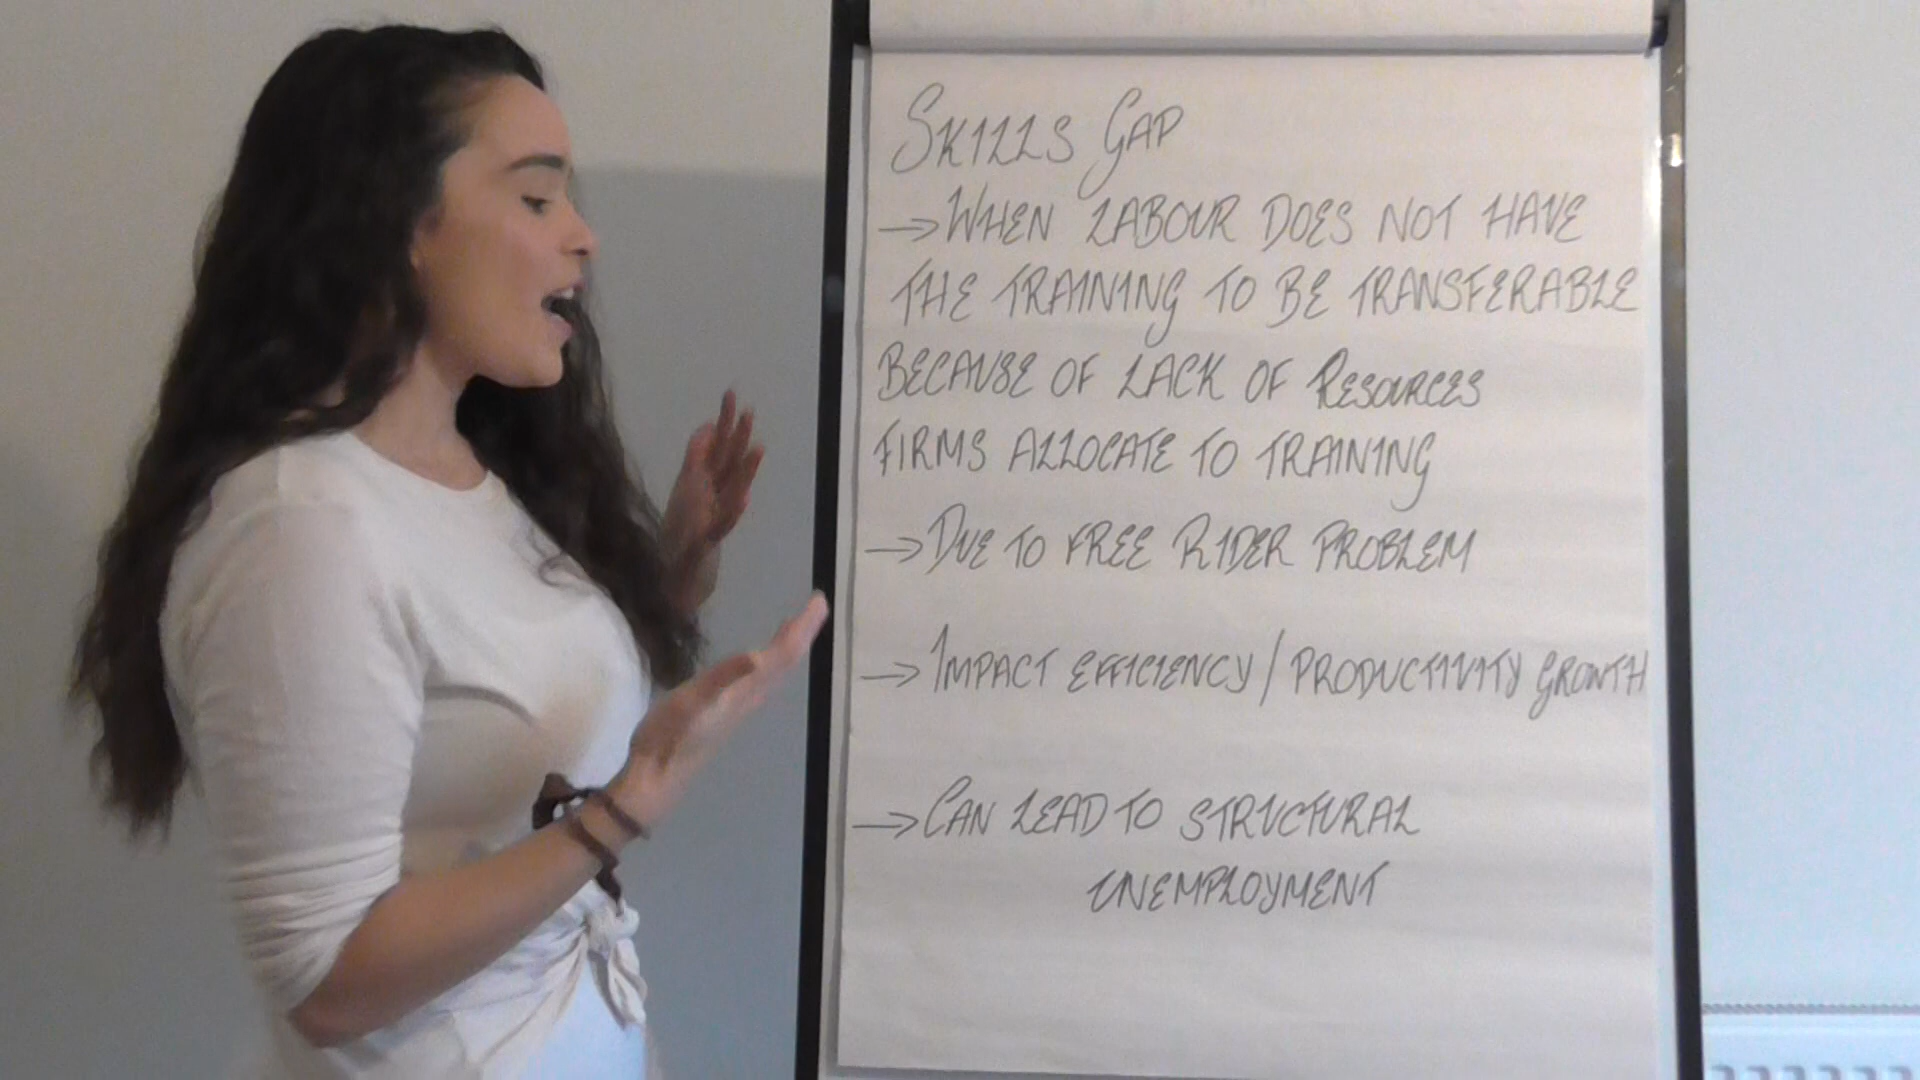 SKILLS GAP
→ WHEN LABOUR DOES NOT HAVE
THE TRAINING TO BE TRANSFERABLE
BECAUSE OF LACK OF RESOURCES
FIRMS ALLOCATE TO TRAINING
→ DUE TO FREE RIDER PROBLEM
→ IMPACT EFFICIENCY / PRODUCTIVITY GROWTH
→ CAN LEAD TO STRUCTURAL
UNEMPLOYMENT